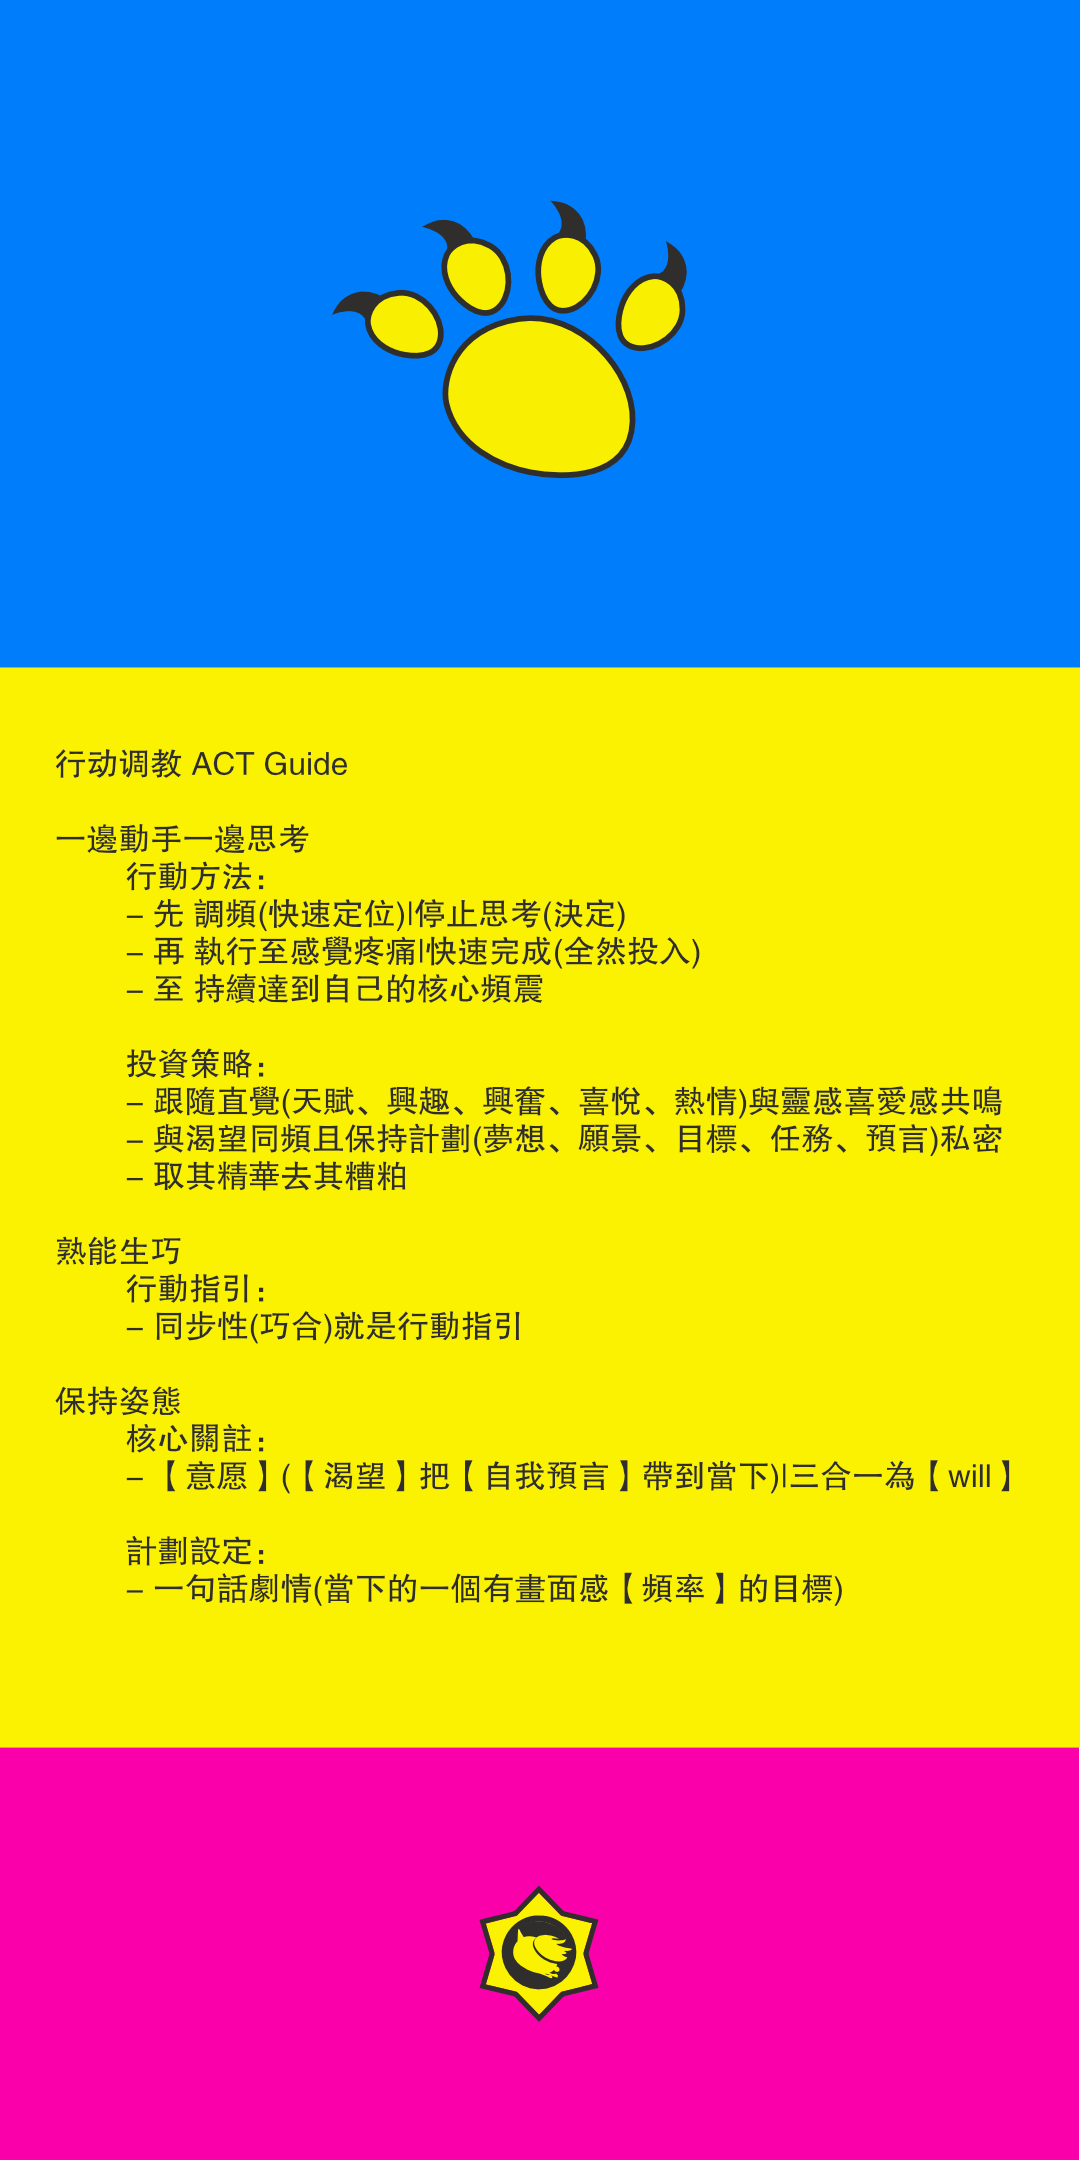 行动调教 ACT Guide
一邊動手一邊思考
行動方法：
– 先 調頻(快速定位)|停止思考(決定)
– 再 執行至感覺疼痛|快速完成(全然投入)
– 至 持續達到自己的核心頻震
投資策略：
– 跟隨直覺(天賦、興趣、興奮、喜悅、熱情)與靈感喜愛感共鳴
– 與渴望同頻且保持計劃(夢想、願景、目標、任務、預言)私密
– 取其精華去其糟粕
熟能生巧
行動指引：
– 同步性(巧合)就是行動指引
保持姿態
核心關註：
– 【意愿】(【渴望】把【自我預言】帶到當下)|三合一為【will】
計劃設定：
– 一句話劇情(當下的一個有畫面感【頻率】的目標)